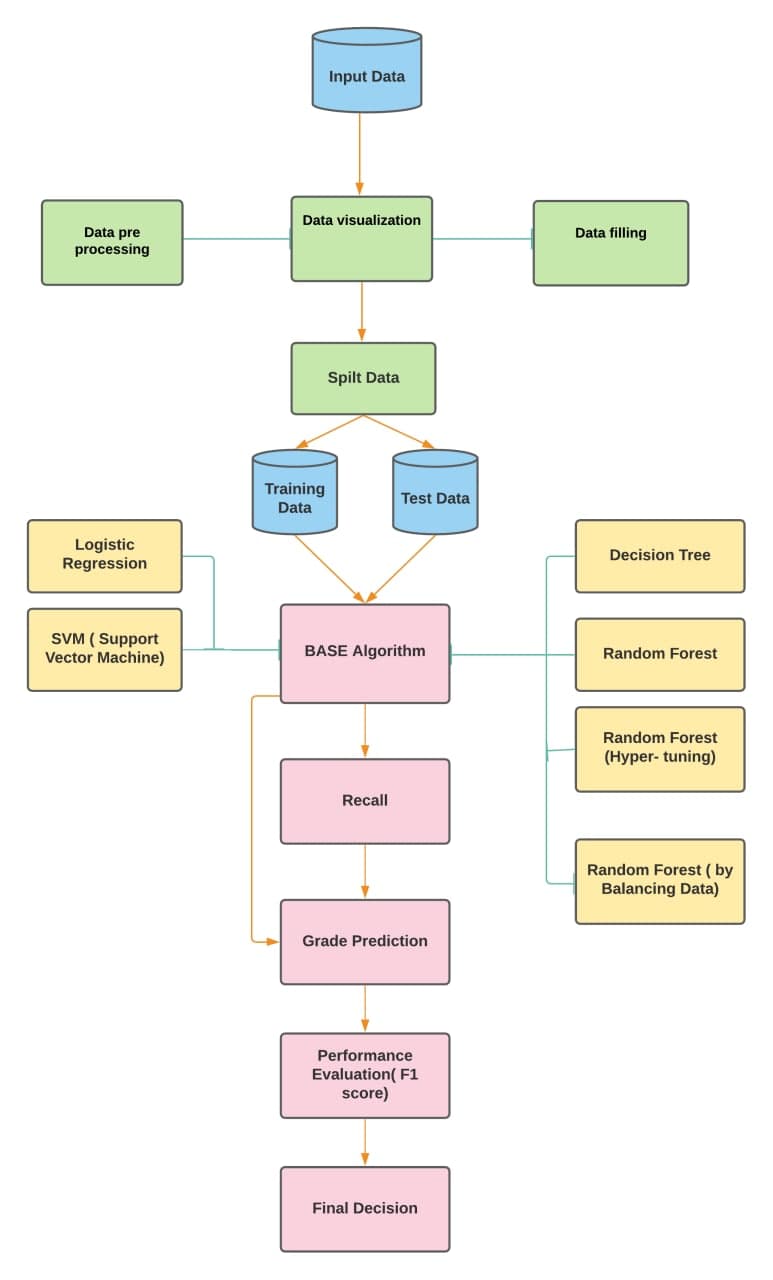 Input Data
Data pre
processing
Data visualization
Data filling
Spilt Data
Training
Data
Test Data
Logistic
Regression
SVM ( Support
Vector Machine)
BASE Algorithm
Decision Tree
Random Forest
Random Forest
(Hyper- tuning)
Random Forest ( by
Balancing Data)
Recall
Grade Prediction
Performance
Evaluation( F1
score)
Final Decision